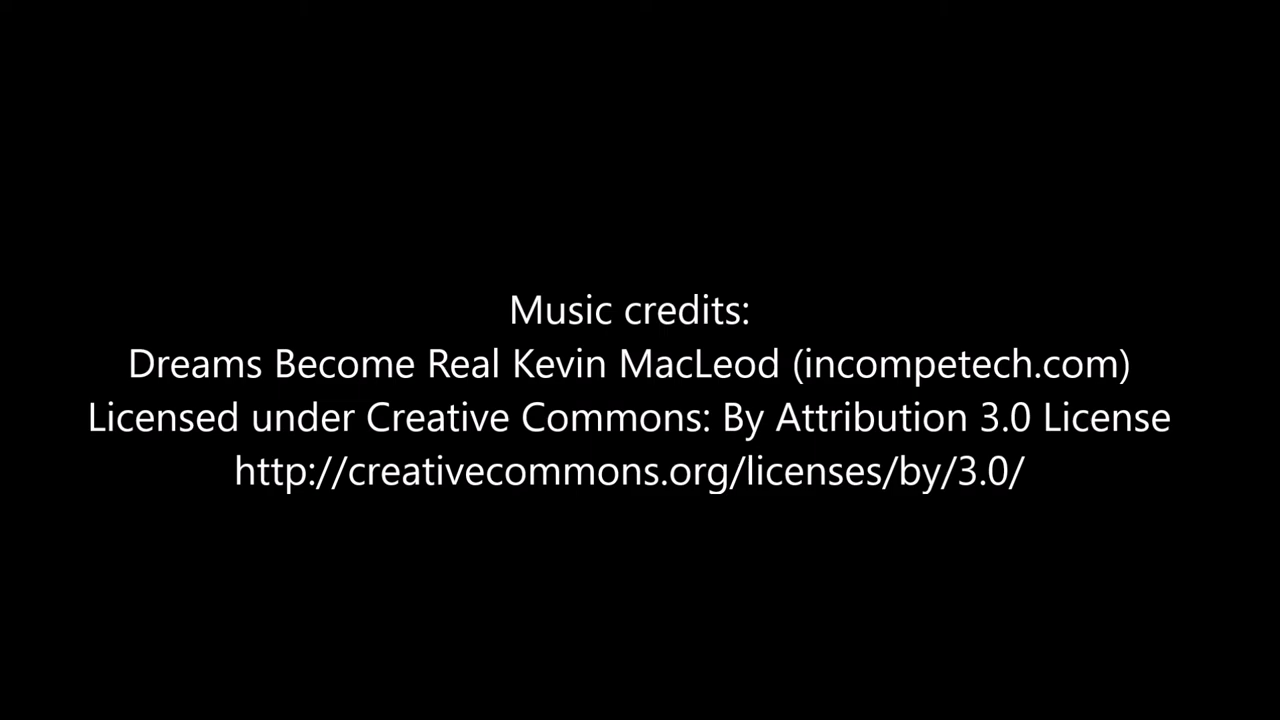 Music credits:
Dreams Become Real Kevin MacLeod (incompetech.com)
Licensed under Creative Commons: By Attribution 3.0 License
http://creativecommons.org/licenses/by/3.0/